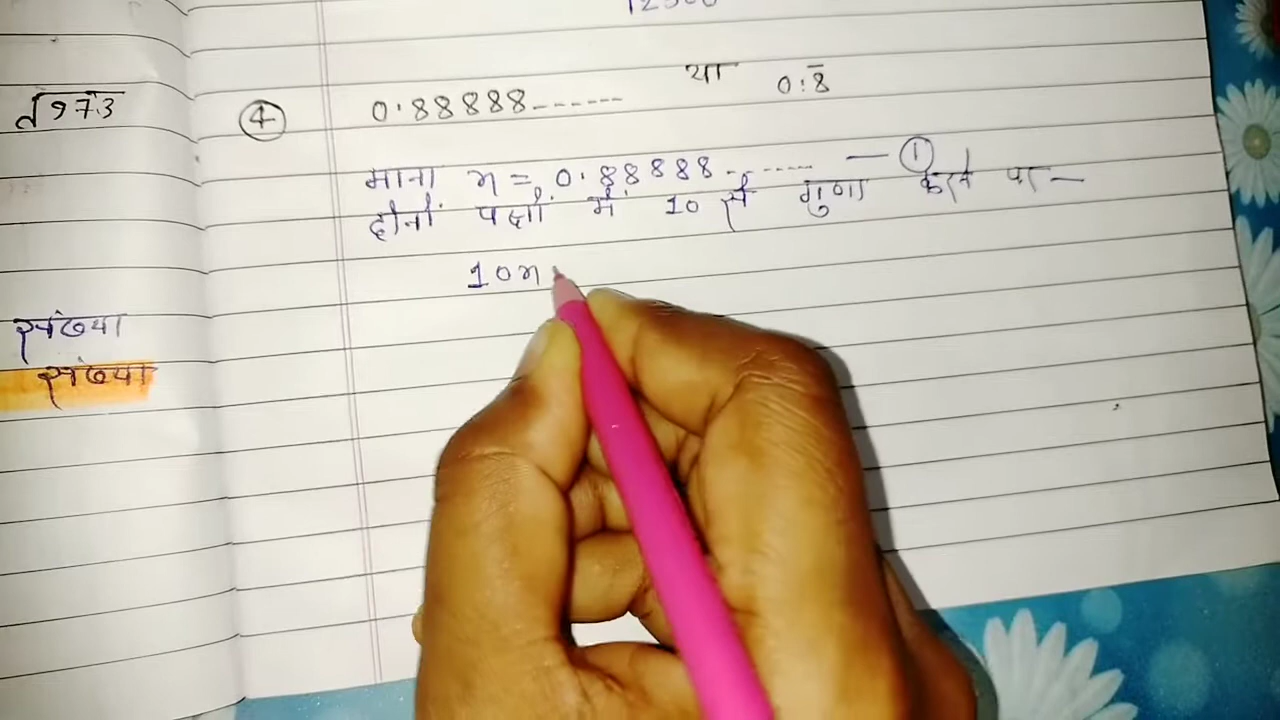 0.88888------ या 0.8̅
√973
④
माना x = 0.88888------- — ①
दोनों पक्षों में 10 से गुणा करने पर—
10x
संख्या
संख्या